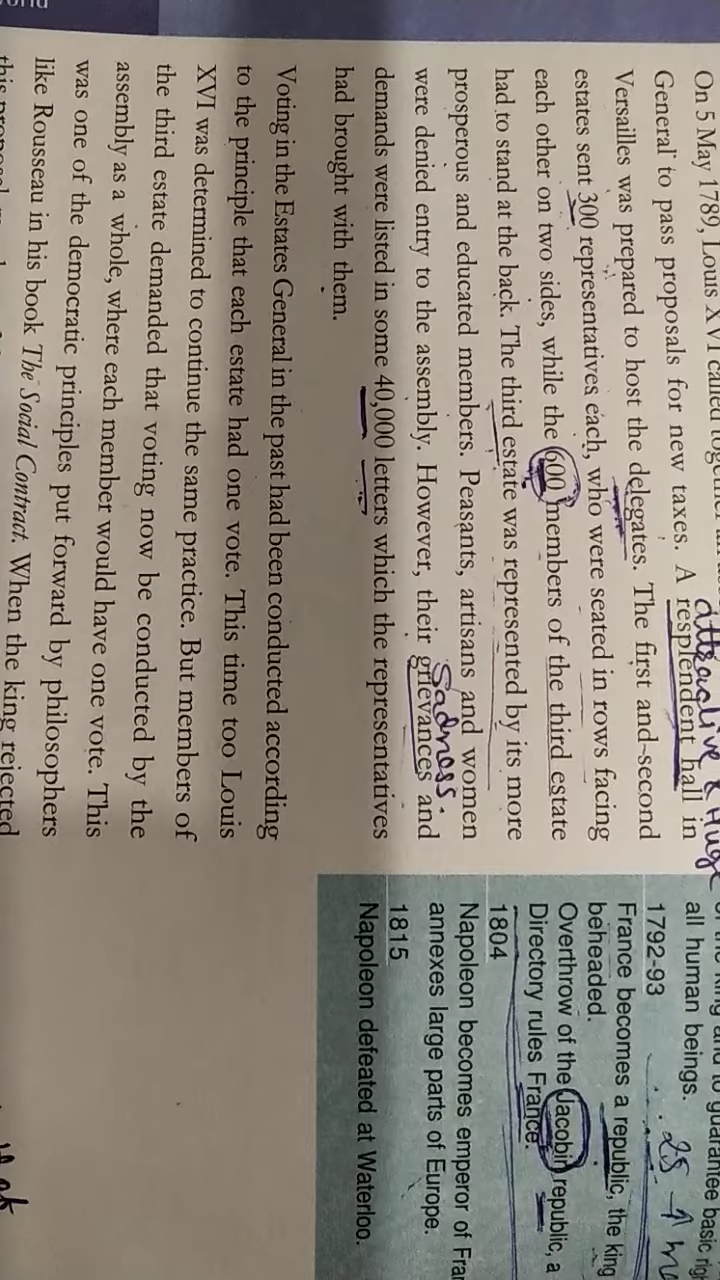 On 5 May 1789, Louis XVI called
General to pass proposals for new taxes. A resplendent hall in
Versailles was prepared to host the delegates. The first and second
estates sent 300 representatives each, who were seated in rows facing
each other on two sides, while the 600 members of the third estate
had to stand at the back. The third estate was represented by its more
prosperous and educated members. Peasants, artisans and women
were denied entry to the assembly. However, their grievances and
demands were listed in some 40,000 letters which the representatives
had brought with them.
Voting in the Estates General in the past had been conducted according
to the principle that each estate had one vote. This time too Louis
XVI was determined to continue the same practice. But members of
the third estate demanded that voting now be conducted by the
assembly as a whole, where each member would have one vote. This
was one of the democratic principles put forward by philosophers
like Rousseau in his book The Social Contract. When the king rejected
& Huge
Sadness.
and to guarantee basic
all human beings.
1792-93
France becomes a republic, the king
beheaded.
Overthrow of the Jacobin republic, a
Directory rules France.
1804
Napoleon becomes emperor of
annexes large parts of Europe.
1815
Napoleon defeated at Waterloo.
25